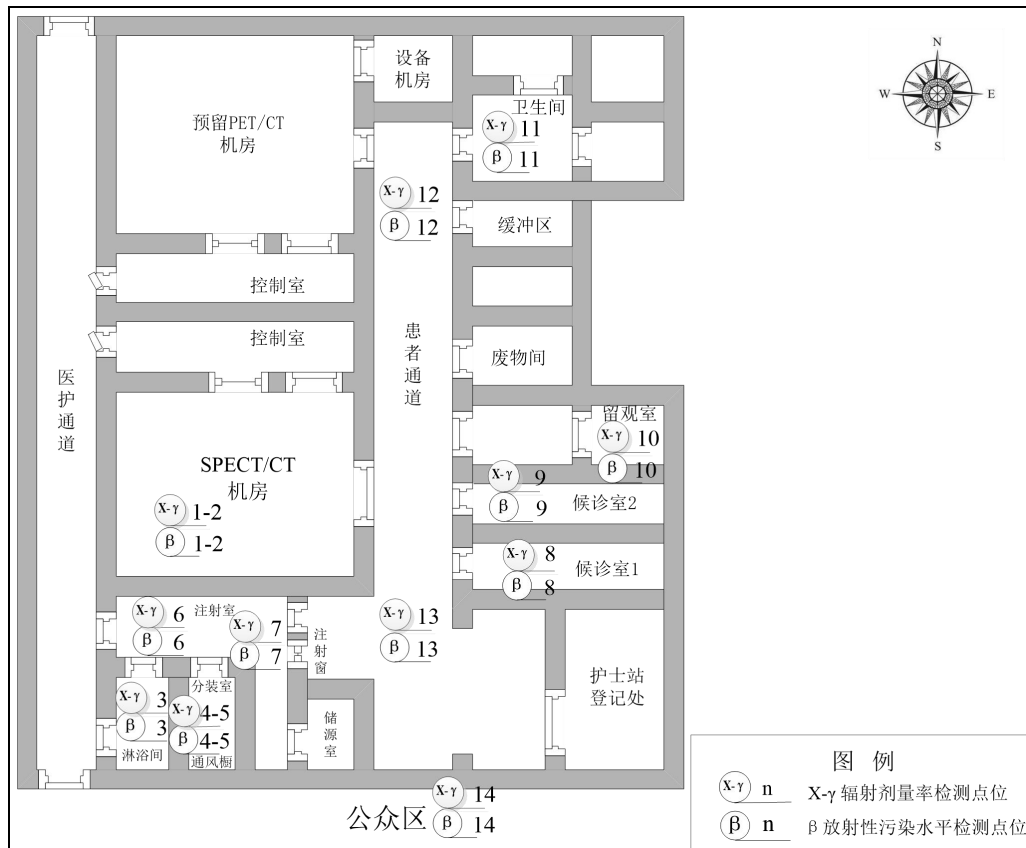 设备
机房
N
W
E
S
预留PET/CT
机房
卫生间
X-γ 11
β 11
X-γ 12
β 12
缓冲区
控制室
控制室
患者通道
废物间
医护通道
留观室
X-γ 10
β 10
SPECT/CT
机房
X-γ 9
β 9
候诊室2
X-γ 1-2
β 1-2
X-γ 8
β 8
候诊室1
注射室
X-γ 6
β 6
X-γ 7
β 7
注射窗
X-γ 13
β 13
护士站
登记处
分装室
X-γ 3
β 3
淋浴间
X-γ 4-5
β 4-5
通风橱
储源室
公众区
X-γ 14
β 14
图 例
X-γ n X-γ 辐射剂量率检测点位
β n β 放射性污染水平检测点位